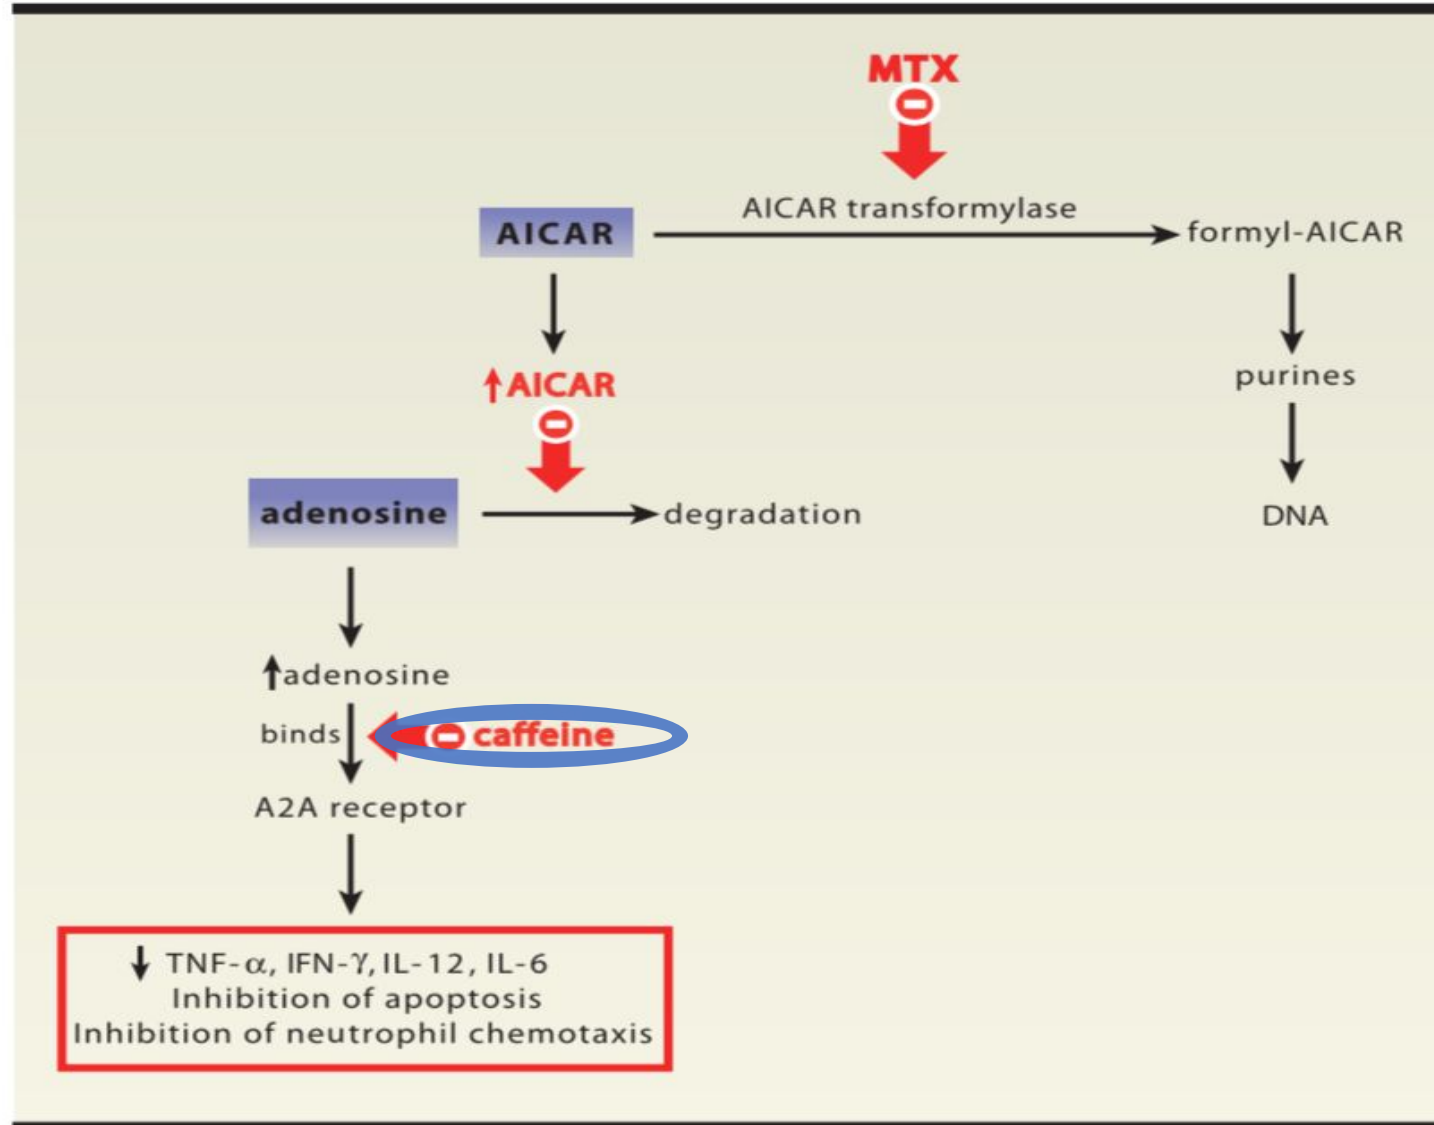 MTX
AICAR transformylase
AICAR
formyl-AICAR
↑AICAR
purines
adenosine
degradation
DNA
↑adenosine
binds
caffeine
A2A receptor
↓ TNF-α, IFN-γ, IL-12, IL-6
Inhibition of apoptosis
Inhibition of neutrophil chemotaxis